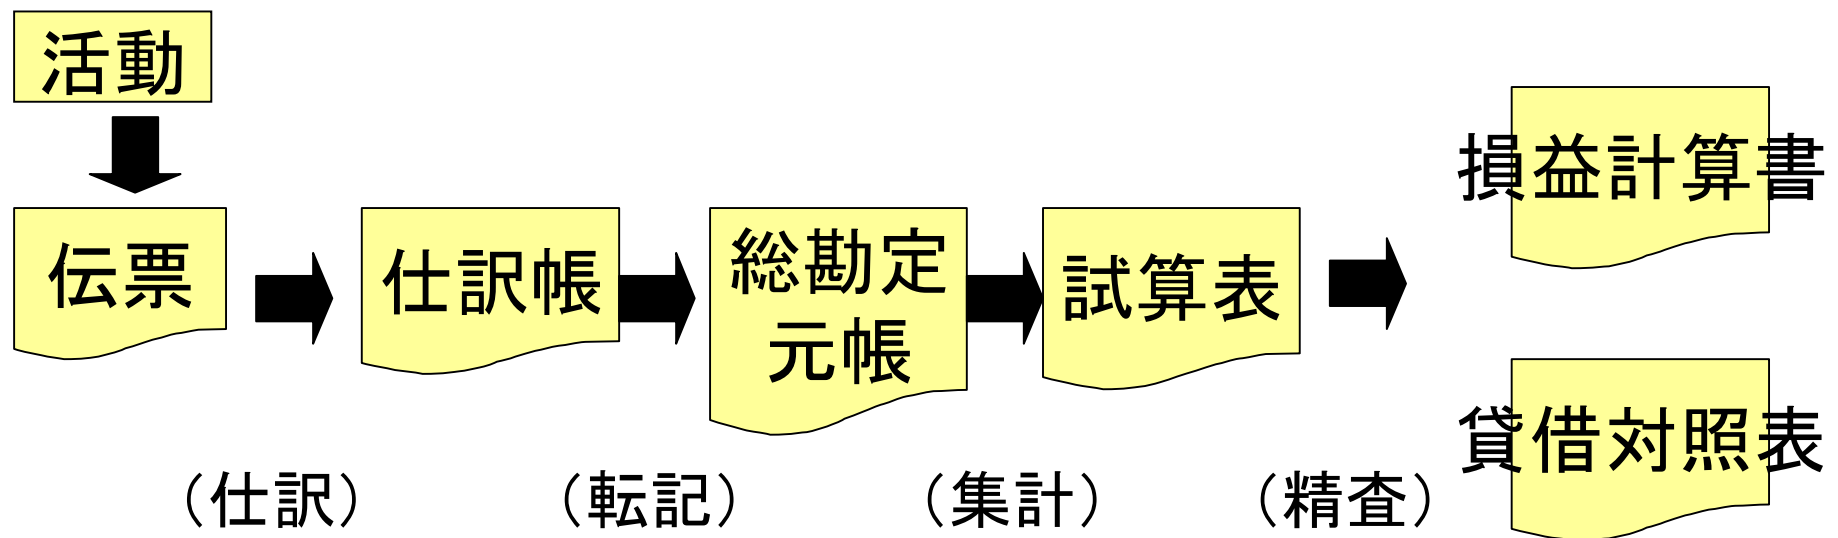 活動
伝票
仕訳帳
総勘定
元帳
試算表
損益計算書
貸借対照表
（仕訳）
（転記）
（集計）
（精査）